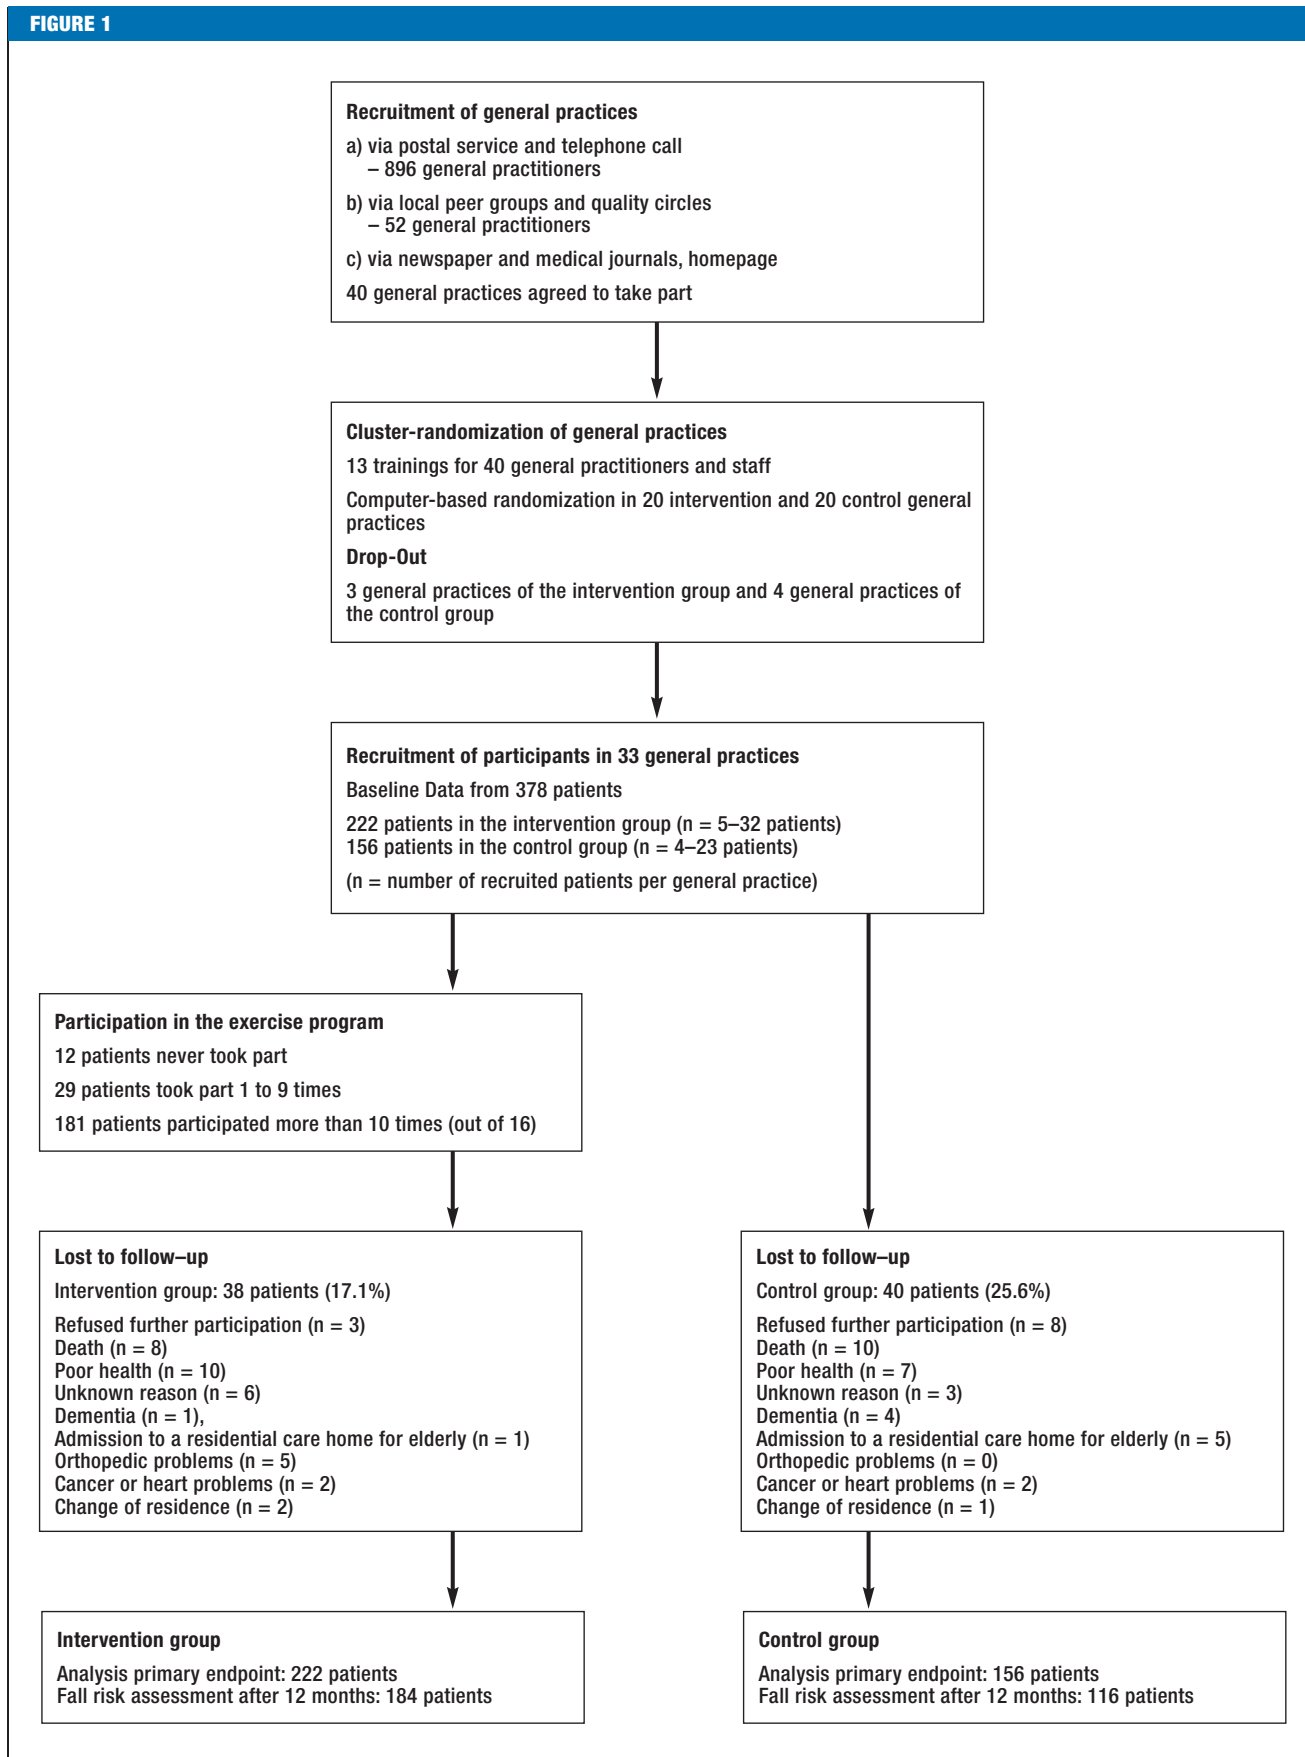 FIGURE 1
Recruitment of general practices
a) via postal service and telephone call
– 896 general practitioners
b) via local peer groups and quality circles
– 52 general practitioners
c) via newspaper and medical journals, homepage
40 general practices agreed to take part
Cluster-randomization of general practices
13 trainings for 40 general practitioners and staff
Computer-based randomization in 20 intervention and 20 control general
practices
Drop-Out
3 general practices of the intervention group and 4 general practices of
the control group
Recruitment of participants in 33 general practices
Baseline Data from 378 patients
222 patients in the intervention group (n = 5–32 patients)
156 patients in the control group (n = 4–23 patients)
(n = number of recruited patients per general practice)
Participation in the exercise program
12 patients never took part
29 patients took part 1 to 9 times
181 patients participated more than 10 times (out of 16)
Lost to follow–up
Intervention group: 38 patients (17.1%)
Refused further participation (n = 3)
Death (n = 8)
Poor health (n = 10)
Unknown reason (n = 6)
Dementia (n = 1),
Admission to a residential care home for elderly (n = 1)
Orthopedic problems (n = 5)
Cancer or heart problems (n = 2)
Change of residence (n = 2)
Lost to follow–up
Control group: 40 patients (25.6%)
Refused further participation (n = 8)
Death (n = 10)
Poor health (n = 7)
Unknown reason (n = 3)
Dementia (n = 4)
Admission to a residential care home for elderly (n = 5)
Orthopedic problems (n = 0)
Cancer or heart problems (n = 2)
Change of residence (n = 1)
Intervention group
Analysis primary endpoint: 222 patients
Fall risk assessment after 12 months: 184 patients
Control group
Analysis primary endpoint: 156 patients
Fall risk assessment after 12 months: 116 patients